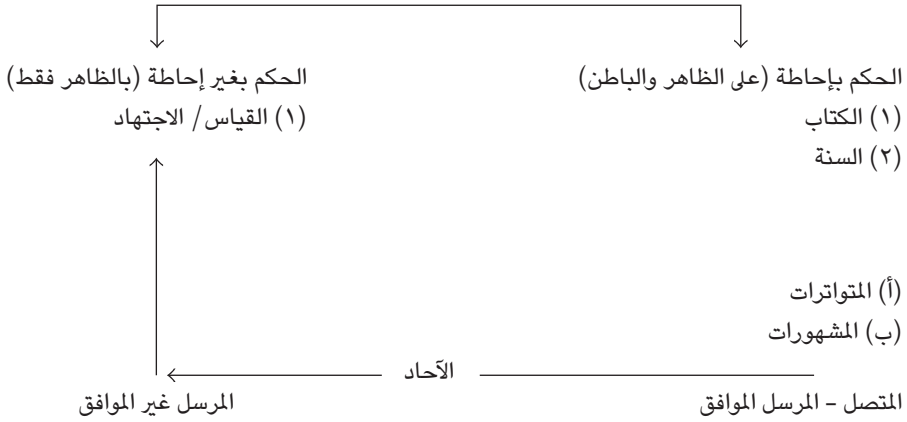 الحكم بإحاطة (على الظاهر والباطن)
(١) الكتاب
(٢) السنة
(أ) المتواترات
(ب) المشهورات
الحكم بغير إحاطة (بالظاهر فقط)
(١) القياس/ الاجتهاد
الآحاد
المتصل – المرسل الموافق
المرسل غير الموافق